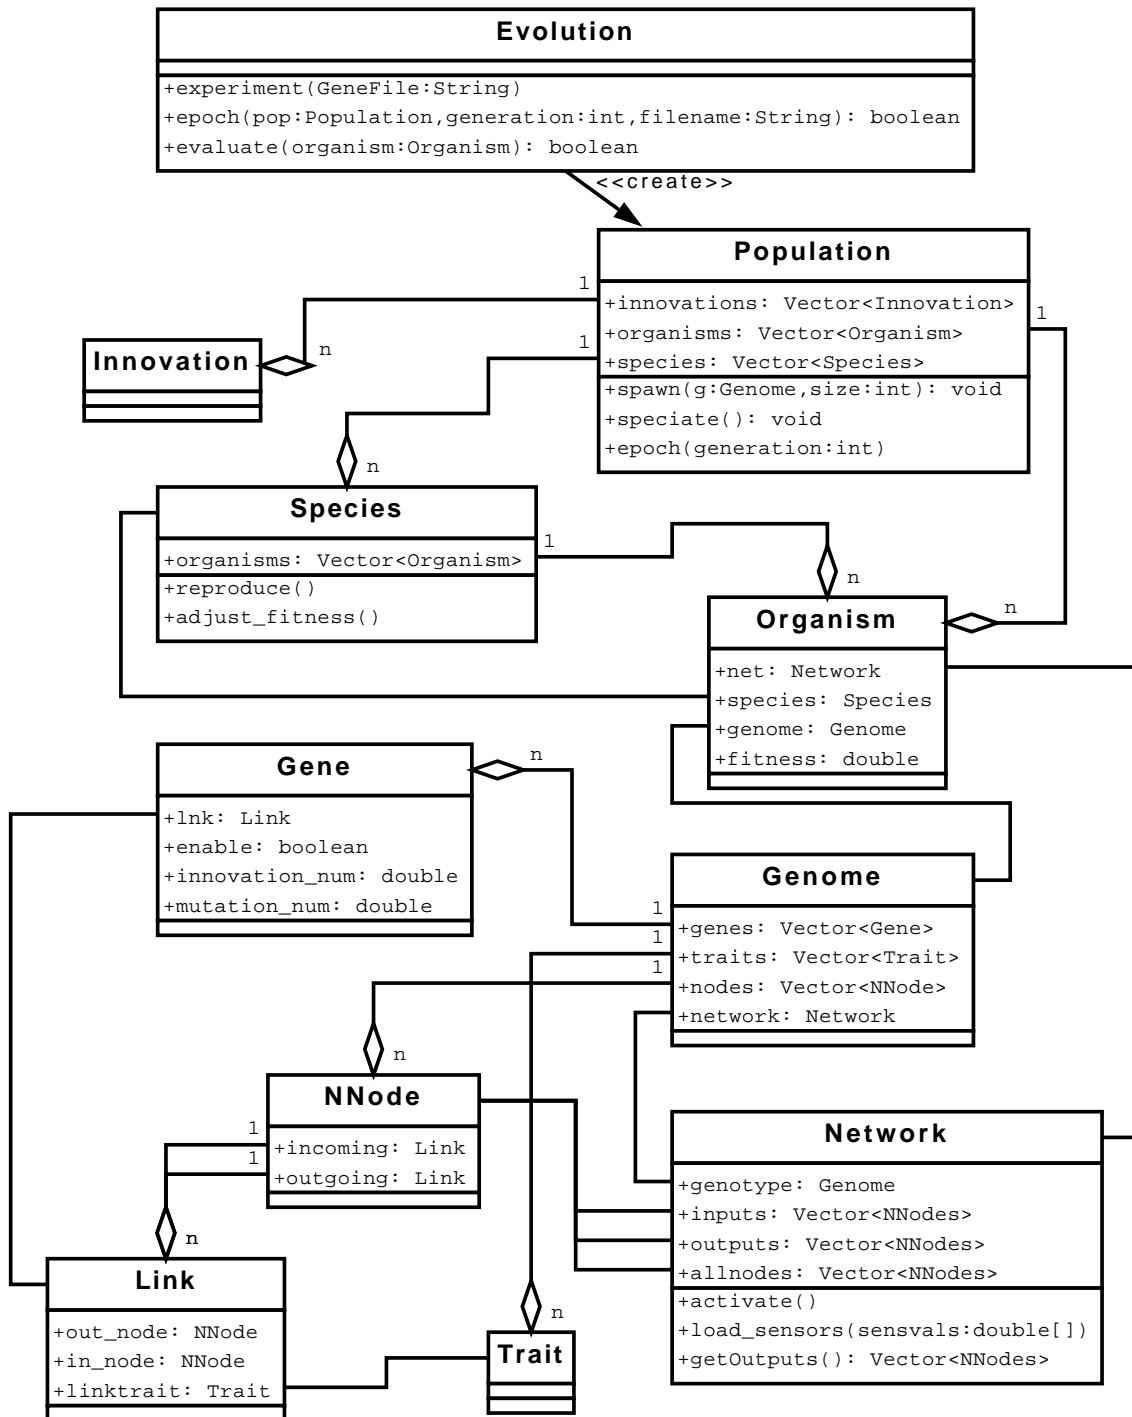 Evolution
+experiment(GeneFile:String)
+epoch(pop:Population,generation:int,filename:String): boolean
+evaluate(organism:Organism): boolean
<<create>>
Population
+innovations: Vector<Innovation>
+organisms: Vector<Organism>
+species: Vector<Species>
+spawn(g:Genome,size:int): void
+speciate(): void
+epoch(generation:int)
1
1
1
Innovation
n
n
Species
+organisms: Vector<Organism>
+reproduce()
+adjust_fitness()
1
n
n
Organism
+net: Network
+species: Species
+genome: Genome
+fitness: double
Gene
+lnk: Link
+enable: boolean
+innovation_num: double
+mutation_num: double
n
Genome
+genes: Vector<Gene>
+traits: Vector<Trait>
+nodes: Vector<NNode>
+network: Network
1
1
1
n
NNode
+incoming: Link
+outgoing: Link
1
1
n
Network
+genotype: Genome
+inputs: Vector<NNodes>
+outputs: Vector<NNodes>
+allnodes: Vector<NNodes>
+activate()
+load_sensors(sensvals:double[])
+getOutputs(): Vector<NNodes>
Link
+out_node: NNode
+in_node: NNode
+linktrait: Trait
n
Trait